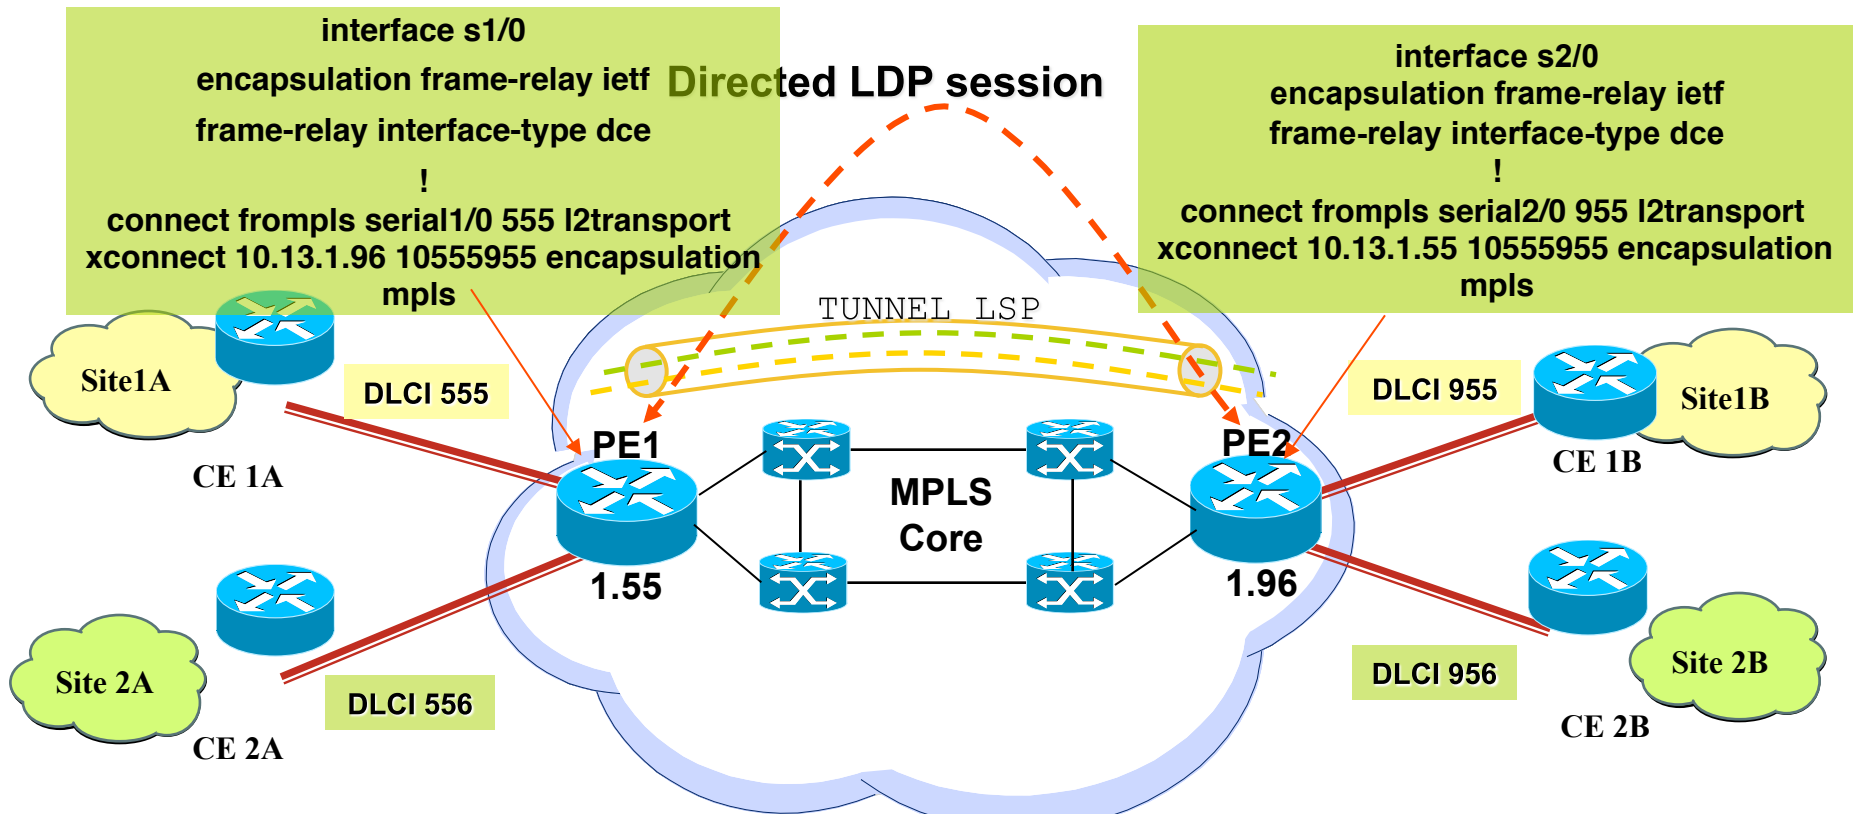 interface s1/0
encapsulation frame-relay ietf
frame-relay interface-type dce
!
connect frompls serial1/0 555 l2transport
xconnect 10.13.1.96 10555955 encapsulation
mpls
Directed LDP session
interface s2/0
encapsulation frame-relay ietf
frame-relay interface-type dce
!
connect frompls serial2/0 955 l2transport
xconnect 10.13.1.55 10555955 encapsulation
mpls
TUNNEL LSP
Site1A
DLCI 555
CE 1A
PE1
1.55
MPLS
Core
PE2
1.96
DLCI 955
Site1B
CE 1B
Site 2A
DLCI 556
CE 2A
DLCI 956
Site 2B
CE 2B